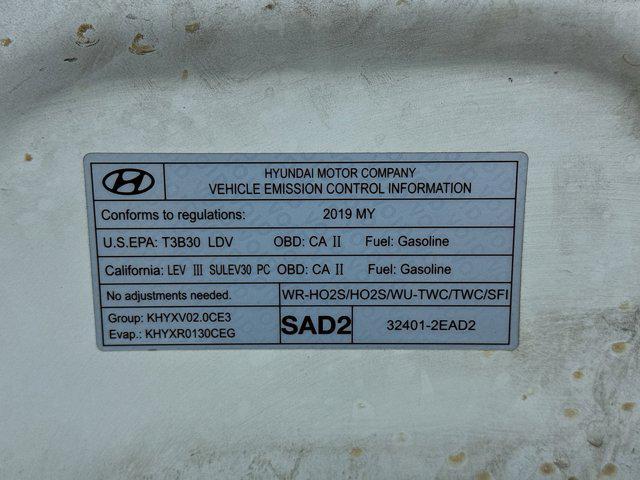 HYUNDAI MOTOR COMPANY
VEHICLE EMISSION CONTROL INFORMATION
Conforms to regulations: 2019 MY
U.S.EPA: T3B30 LDV OBD: CA II Fuel: Gasoline
California: LEV III SULEV30 PC OBD: CA II Fuel: Gasoline
No adjustments needed. WR-HO2S/HO2S/WU-TWC/TWC/SFI
Group: KHYXV02.0CE3
Evap.: KHYXR0130CEG
SAD2 32401-2EAD2